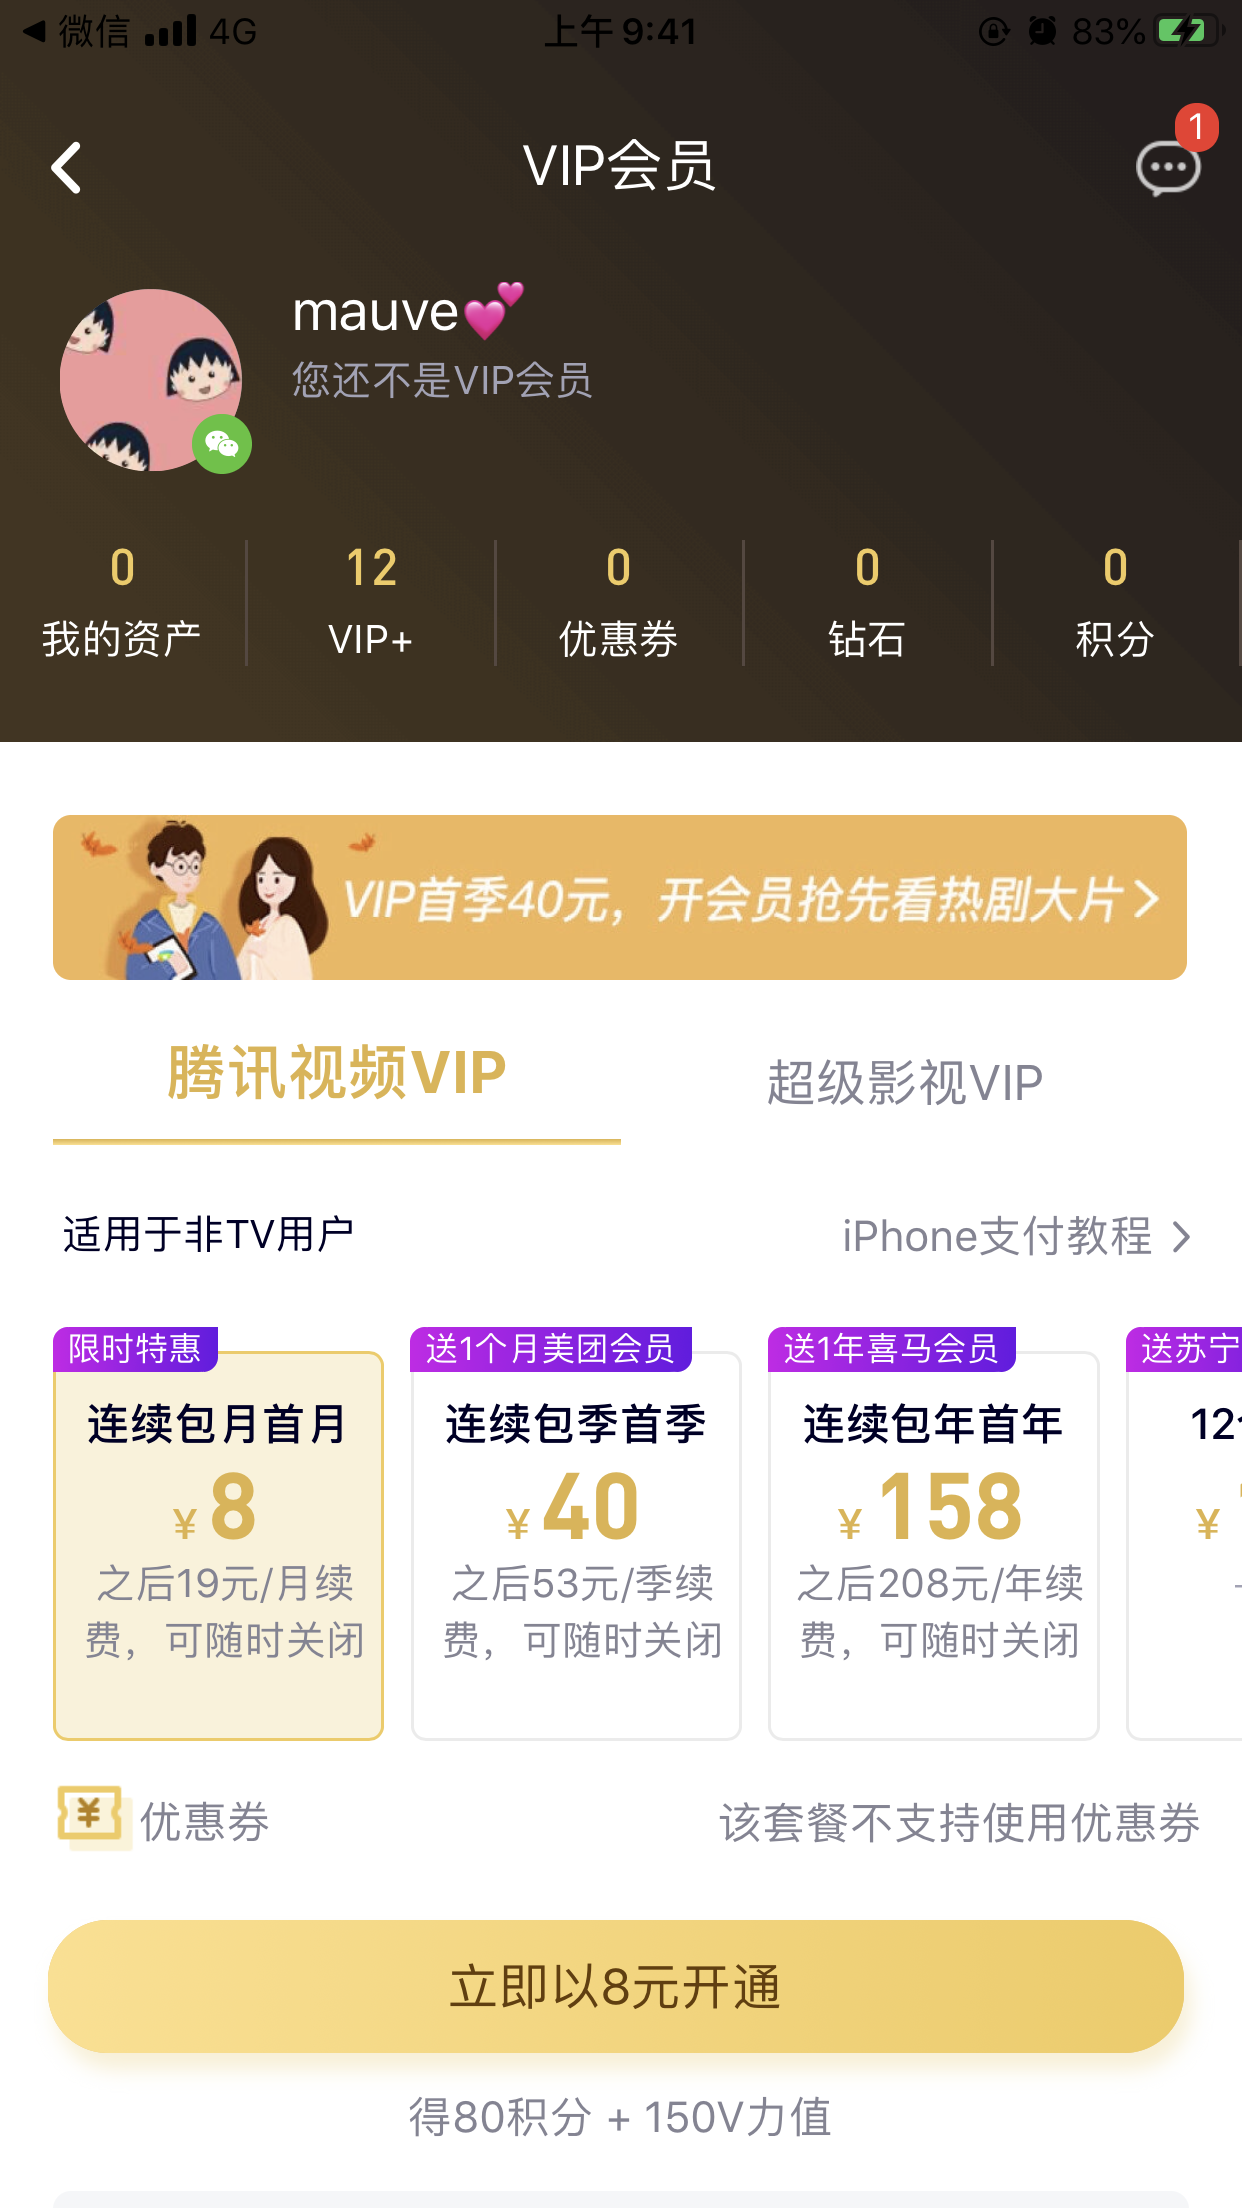 微信 4G 上午 9:41 83%
VIP会员
1
mauve💕
您还不是VIP会员
0 12 0 0 0
我的资产 VIP+ 优惠券 钻石 积分
VIP首季40元，开会员抢先看热剧大片
腾讯视频VIP 超级影视VIP
适用于非TV用户 iPhone支付教程
限时特惠
连续包月首月
¥8
之后19元/月续
费，可随时关闭
送1个月美团会员
连续包季首季
¥40
之后53元/季续
费，可随时关闭
送1年喜马会员
连续包年首年
¥158
之后208元/年续
费，可随时关闭
送苏宁
12
¥
¥
优惠券 该套餐不支持使用优惠券
立即以8元开通
得80积分 + 150V力值